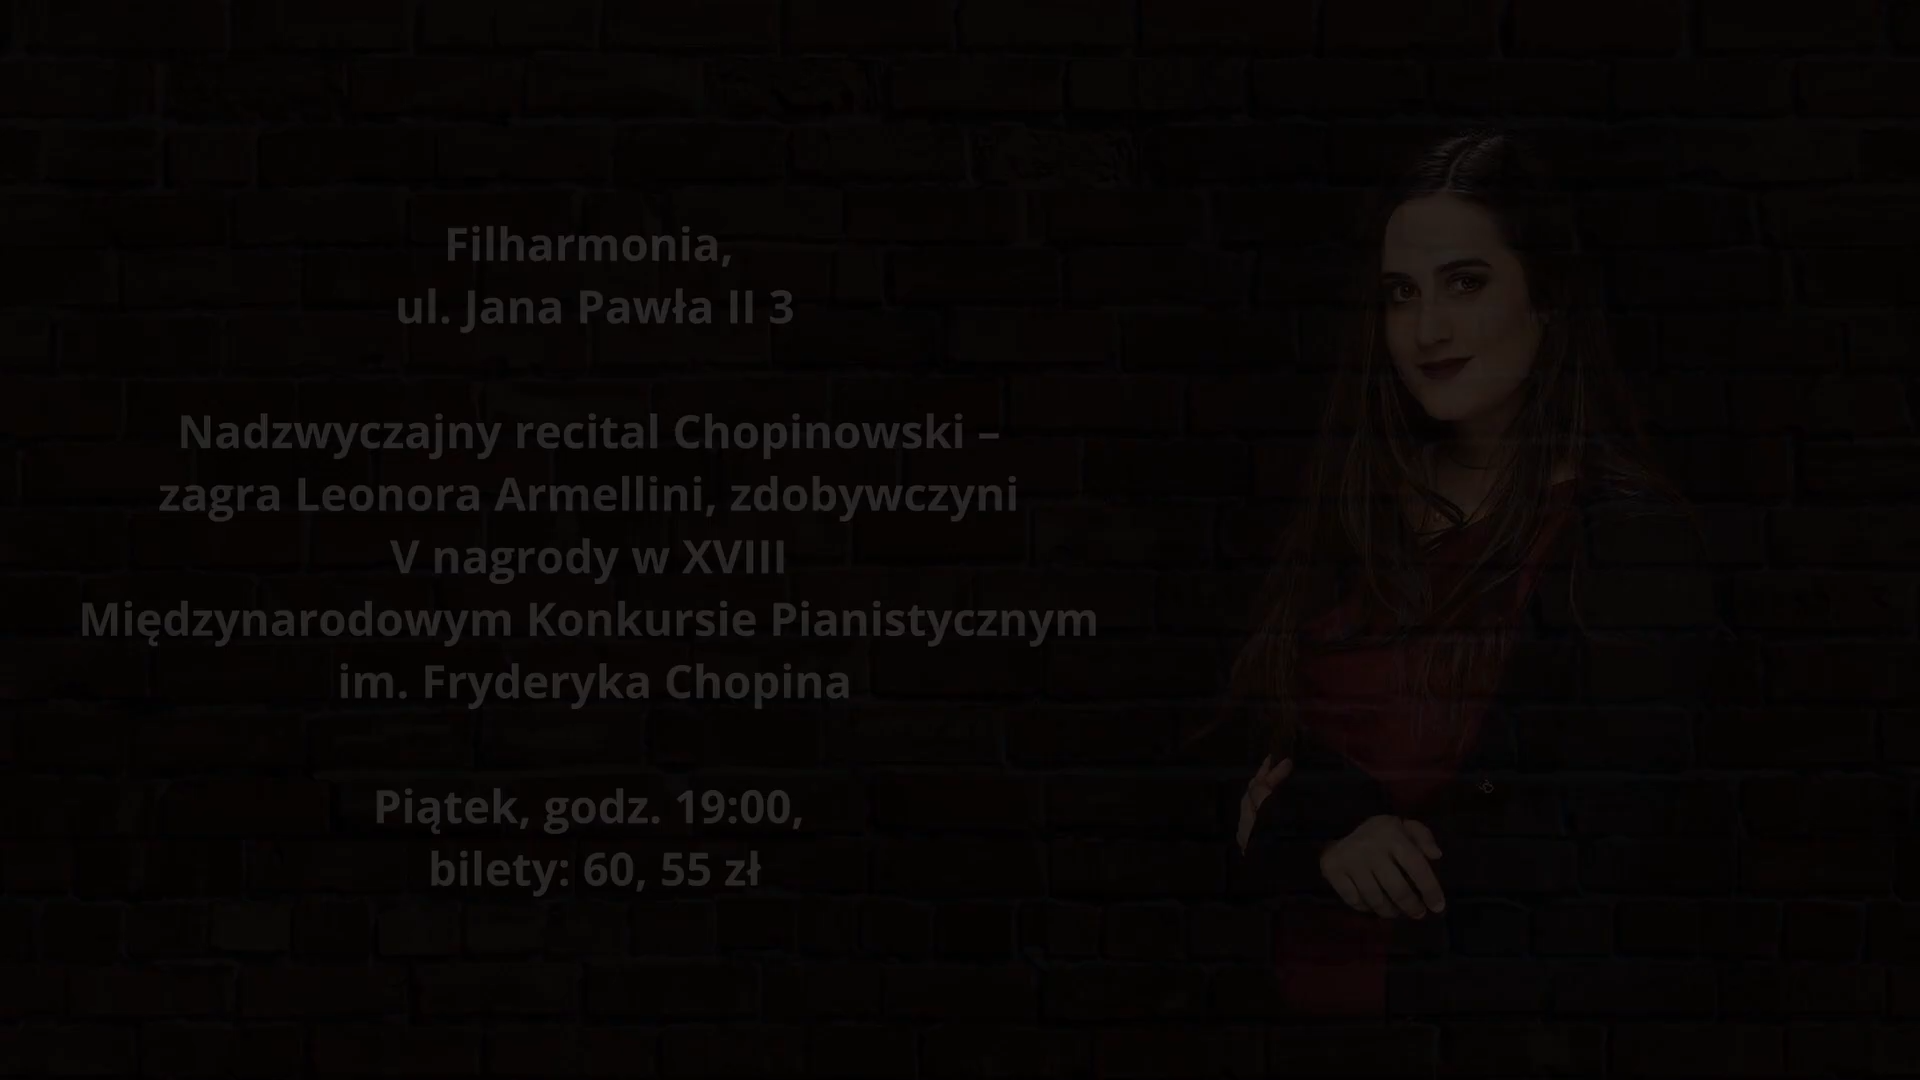 Filharmonia,
ul. Jana Pawła II 3
Nadzwyczajny recital Chopinowski –
zagra Leonora Armellini, zdobywczyni
V nagrody w XVIII
Międzynarodowym Konkursie Pianistycznym
im. Fryderyka Chopina
Piątek, godz. 19:00,
bilety: 60, 55 zł